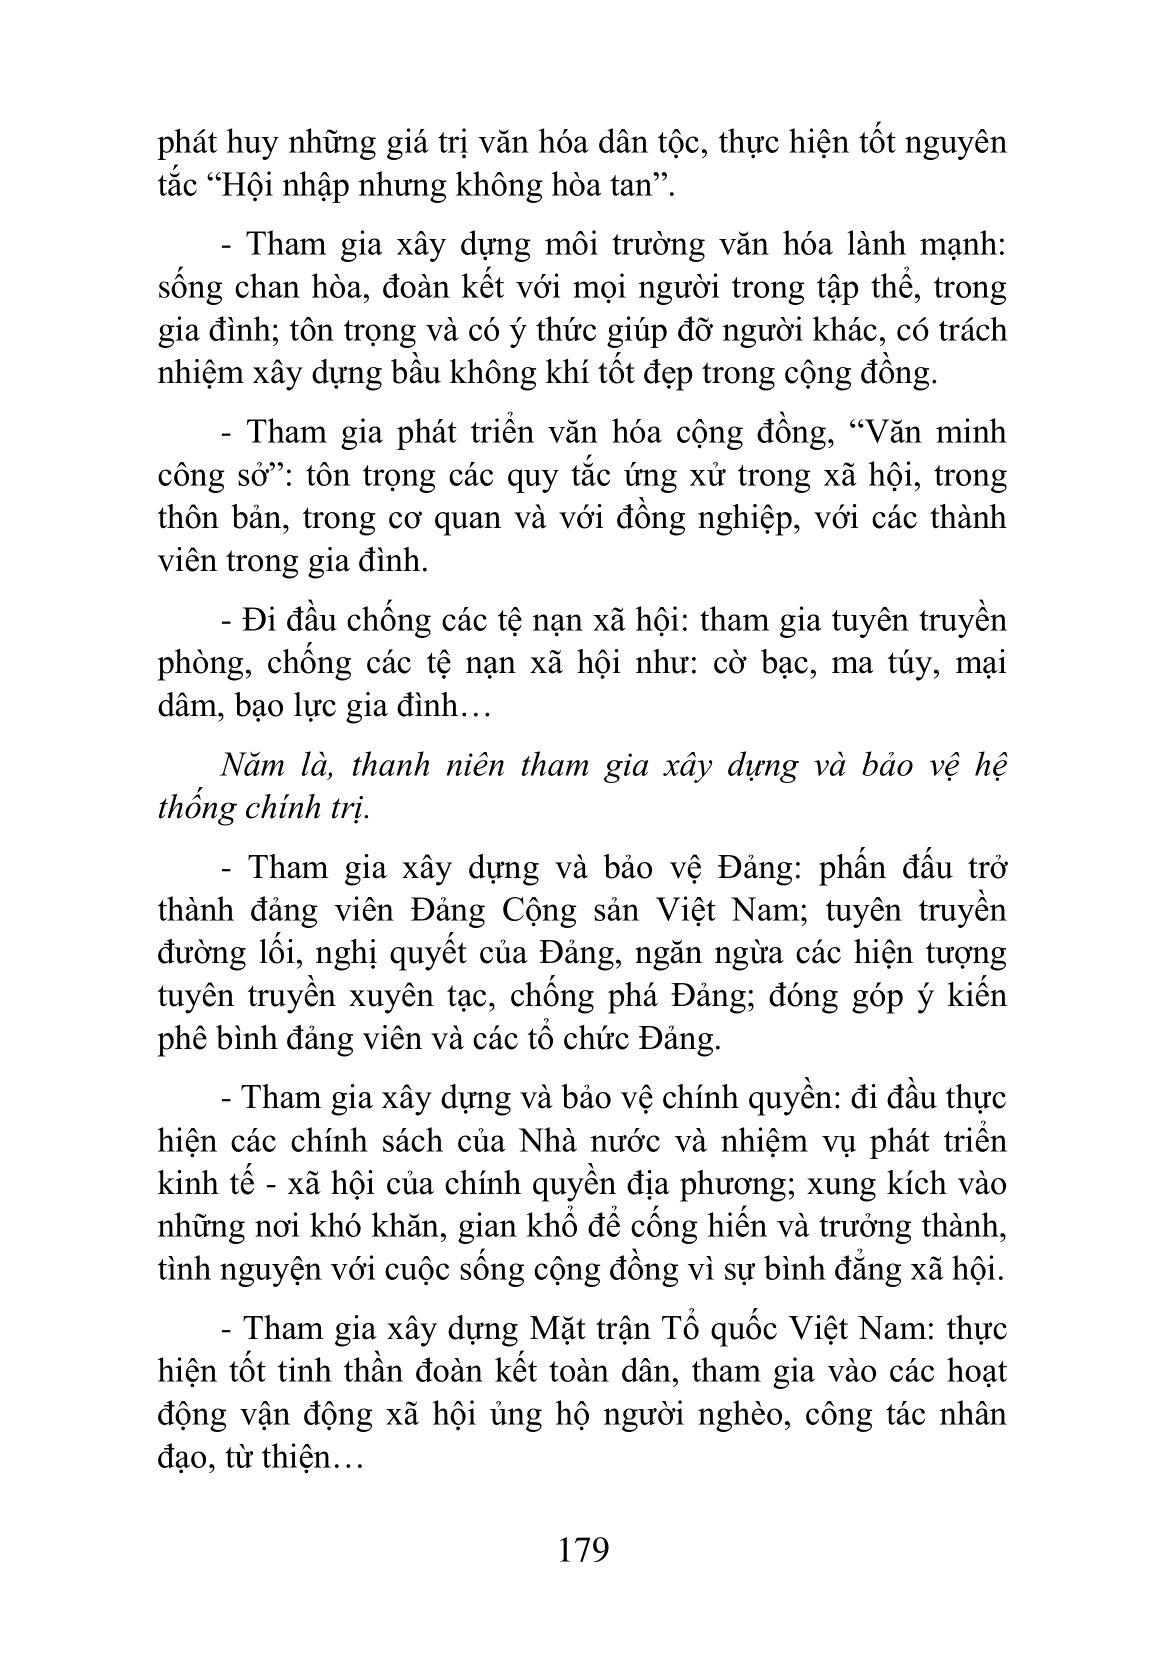 phát huy những giá trị văn hóa dân tộc, thực hiện tốt nguyên
tắc “Hội nhập nhưng không hòa tan”.
- Tham gia xây dựng môi trường văn hóa lành mạnh:
sống chan hòa, đoàn kết với mọi người trong tập thể, trong
gia đình; tôn trọng và có ý thức giúp đỡ người khác, có trách
nhiệm xây dựng bầu không khí tốt đẹp trong cộng đồng.
- Tham gia phát triển văn hóa cộng đồng, “Văn minh
công sở”: tôn trọng các quy tắc ứng xử trong xã hội, trong
thôn bản, trong cơ quan và với đồng nghiệp, với các thành
viên trong gia đình.
- Đi đầu chống các tệ nạn xã hội: tham gia tuyên truyền
phòng, chống các tệ nạn xã hội như: cờ bạc, ma túy, mại
dâm, bạo lực gia đình…
Năm là, thanh niên tham gia xây dựng và bảo vệ hệ
thống chính trị.
- Tham gia xây dựng và bảo vệ Đảng: phấn đấu trở
thành đảng viên Đảng Cộng sản Việt Nam; tuyên truyền
đường lối, nghị quyết của Đảng, ngăn ngừa các hiện tượng
tuyên truyền xuyên tạc, chống phá Đảng; đóng góp ý kiến
phê bình đảng viên và các tổ chức Đảng.
- Tham gia xây dựng và bảo vệ chính quyền: đi đầu thực
hiện các chính sách của Nhà nước và nhiệm vụ phát triển
kinh tế - xã hội của chính quyền địa phương; xung kích vào
những nơi khó khăn, gian khổ để cống hiến và trưởng thành,
tình nguyện với cuộc sống cộng đồng vì sự bình đẳng xã hội.
- Tham gia xây dựng Mặt trận Tổ quốc Việt Nam: thực
hiện tốt tinh thần đoàn kết toàn dân, tham gia vào các hoạt
động vận động xã hội ủng hộ người nghèo, công tác nhân
đạo, từ thiện…
179